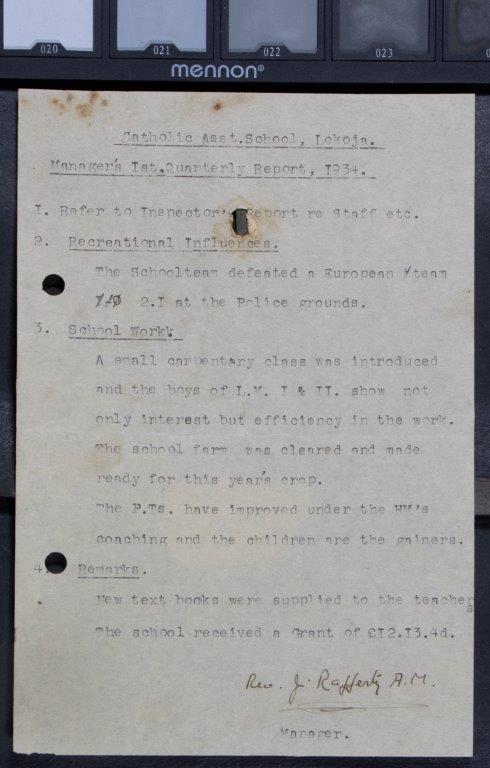 020 021 022 023
mennon®
Catholic Asst.School, Lokoja.
Manager's Ist.Quarterly Report, I934.
I. Refer to Inspector's Report re Staff etc.
2. Recreational Influences.
The Schoolteam defeated a European team
2.I at the Police grounds.
3. School Work.
A small carpentary class was introduced
and the boys of L.M. I & II. show not
only interest but efficiency in the work.
The school farm was cleared and made
ready for this year's crop.
The P.Ts. have improved under the HM's
coaching and the children are the gainers.
4. Remarks.
New text books were supplied to the teachers
The school received a Grant of £I2.I3.4d.
Rev. J. Rafferty A.M.
Manager.